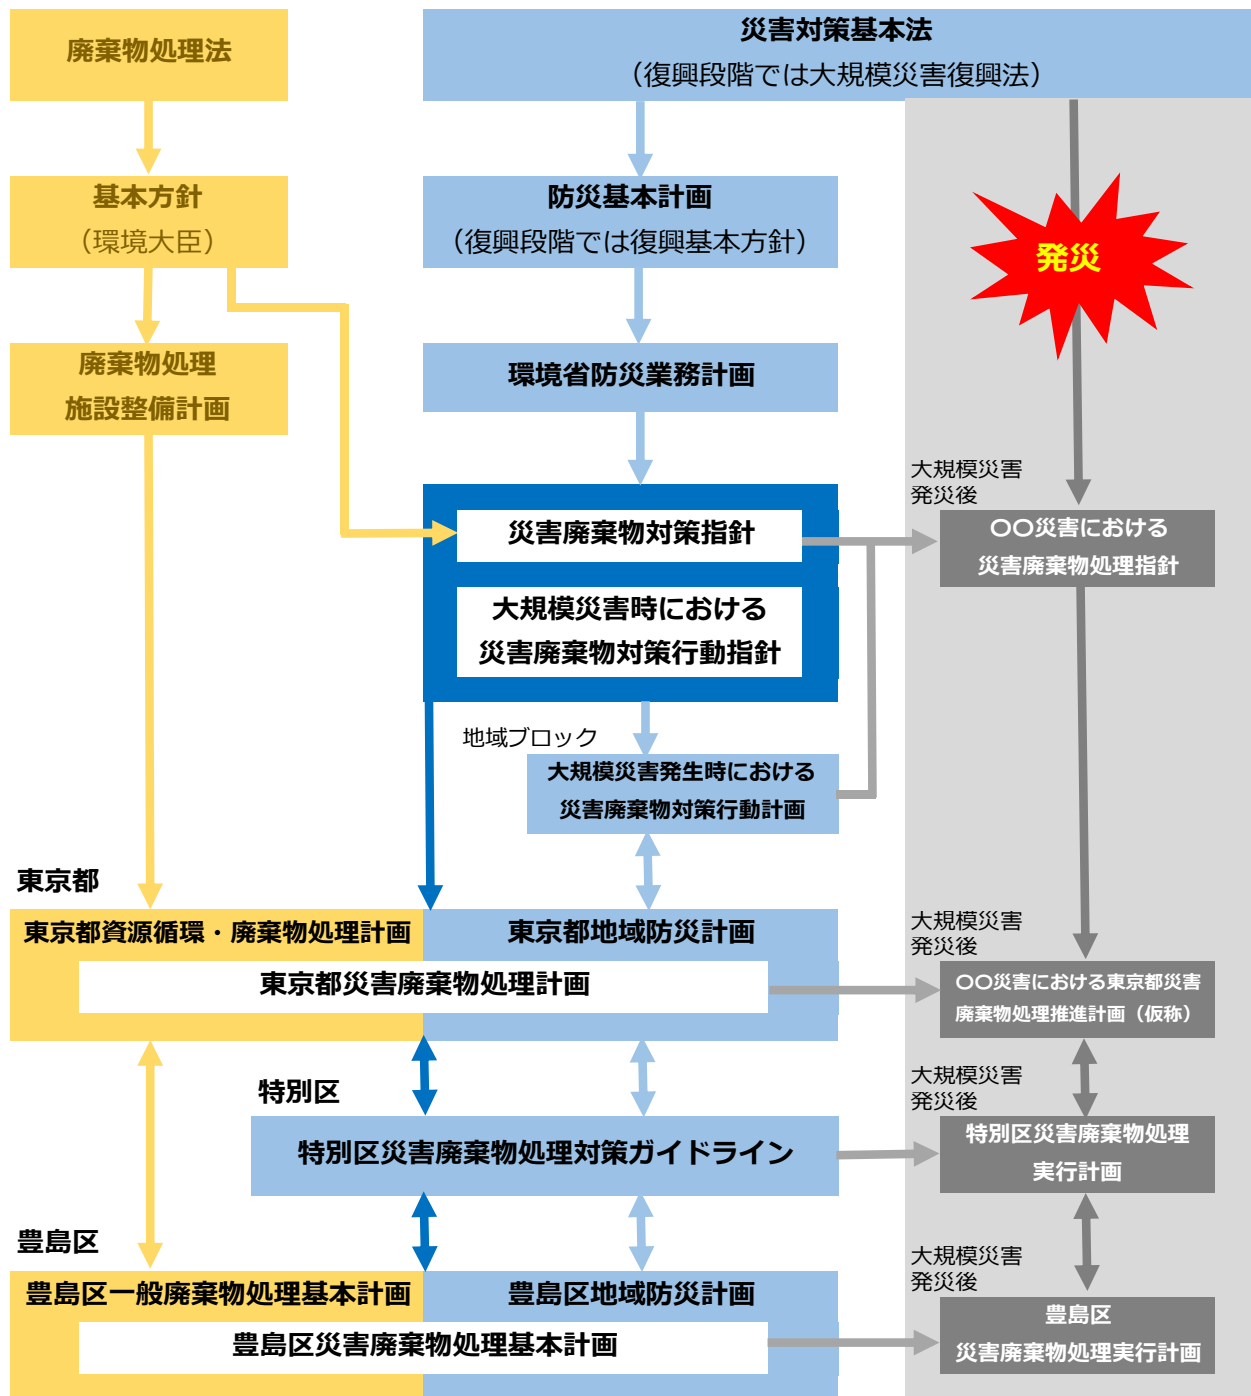 廃棄物処理法
災害対策基本法
（復興段階では大規模災害復興法）
基本方針
（環境大臣）
防災基本計画
（復興段階では復興基本方針）
発災
廃棄物処理
施設整備計画
環境省防災業務計画
大規模災害
発災後
災害廃棄物対策指針
〇〇災害における
災害廃棄物処理指針
大規模災害時における
災害廃棄物対策行動指針
地域ブロック
大規模災害発生時における
災害廃棄物対策行動計画
東京都
東京都資源循環・廃棄物処理計画
東京都地域防災計画
東京都災害廃棄物処理計画
大規模災害
発災後
〇〇災害における東京都災害
廃棄物処理推進計画（仮称）
特別区
特別区災害廃棄物処理対策ガイドライン
大規模災害
発災後
特別区災害廃棄物処理
実行計画
豊島区
豊島区一般廃棄物処理基本計画
豊島区地域防災計画
豊島区災害廃棄物処理基本計画
大規模災害
発災後
豊島区
災害廃棄物処理実行計画